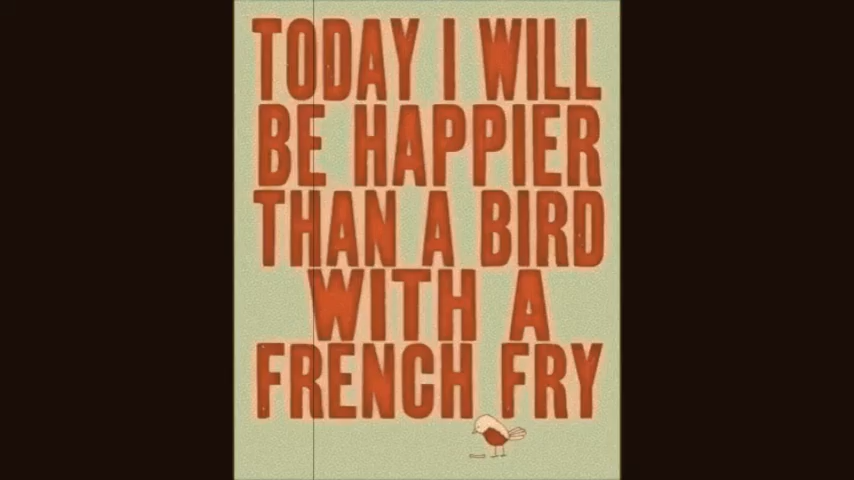 TODAY I WILL
BE HAPPIER
THAN A BIRD
WITH A
FRENCH FRY